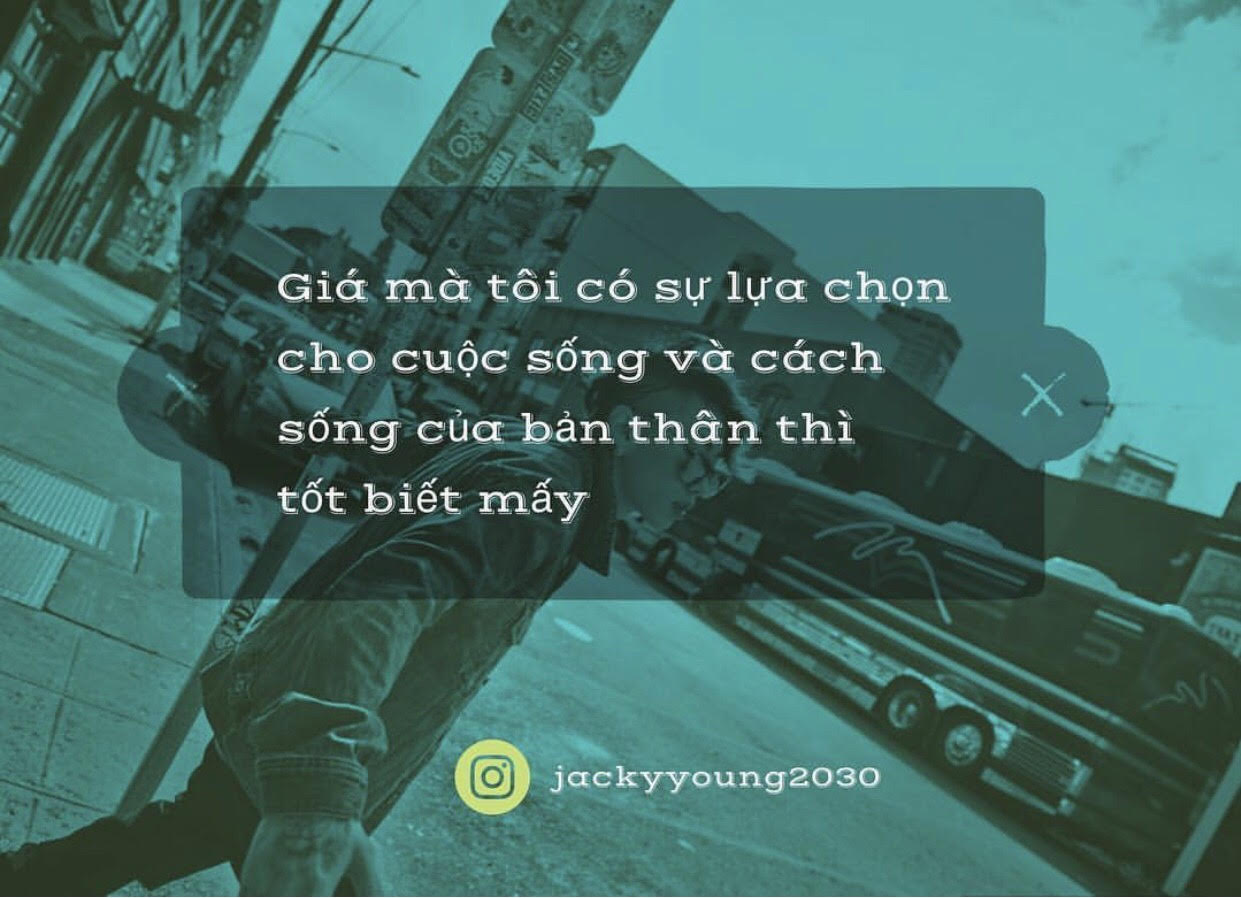 Giá mà tôi có sự lựa chọn
cho cuộc sống và cách
sống của bản thân thì
tốt biết mấy
jackyyoung2030